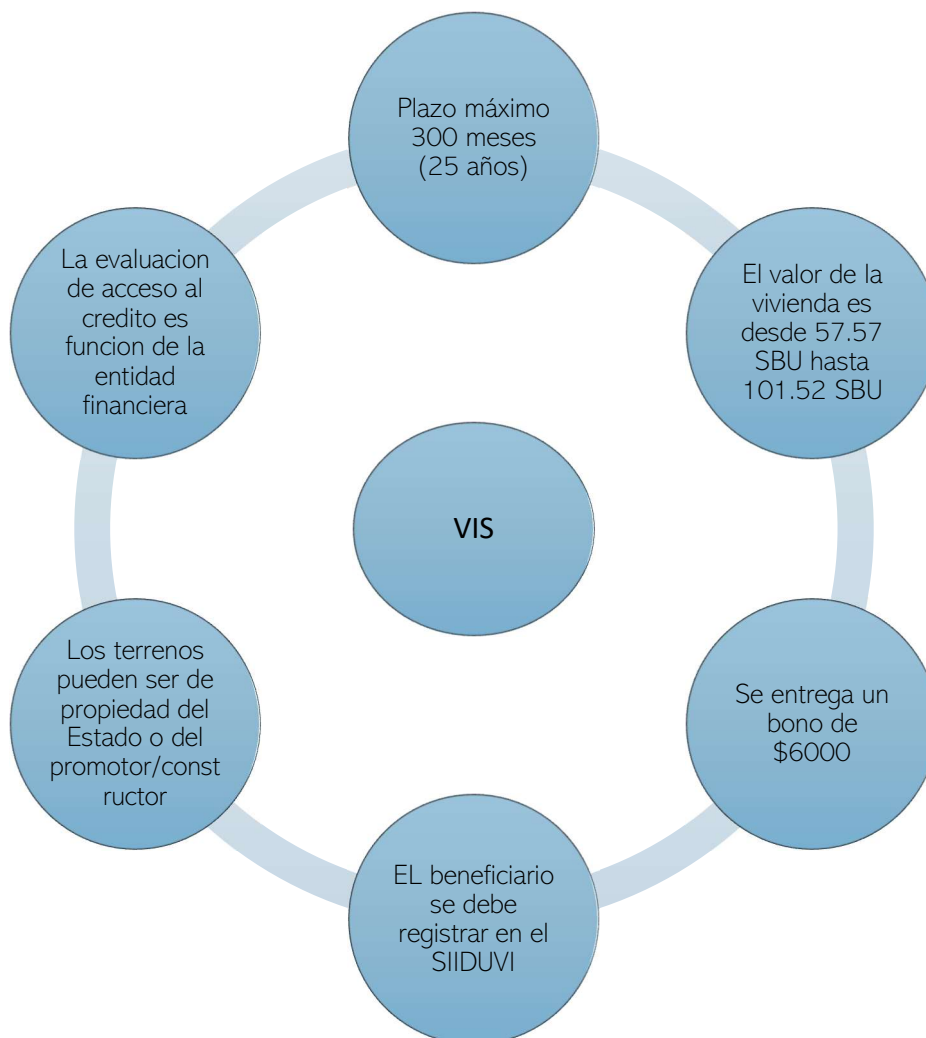 Plazo máximo
300 meses
(25 años)
El valor de la
vivienda es
desde 57.57
SBU hasta
101.52 SBU
Se entrega un
bono de
$6000
EL beneficiario
se debe
registrar en el
SIIDUVI
Los terrenos
pueden ser de
propiedad del
Estado o del
promotor/const
ructor
La evaluacion
de acceso al
credito es
funcion de la
entidad
financiera
VIS